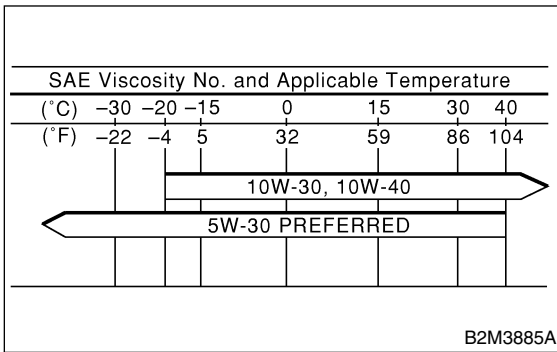 SAE Viscosity No. and Applicable Temperature
(°C) –30 –20 –15 0 15 30 40
(°F) –22 –4 5 32 59 86 104
10W-30, 10W-40
5W-30 PREFERRED
B2M3885A